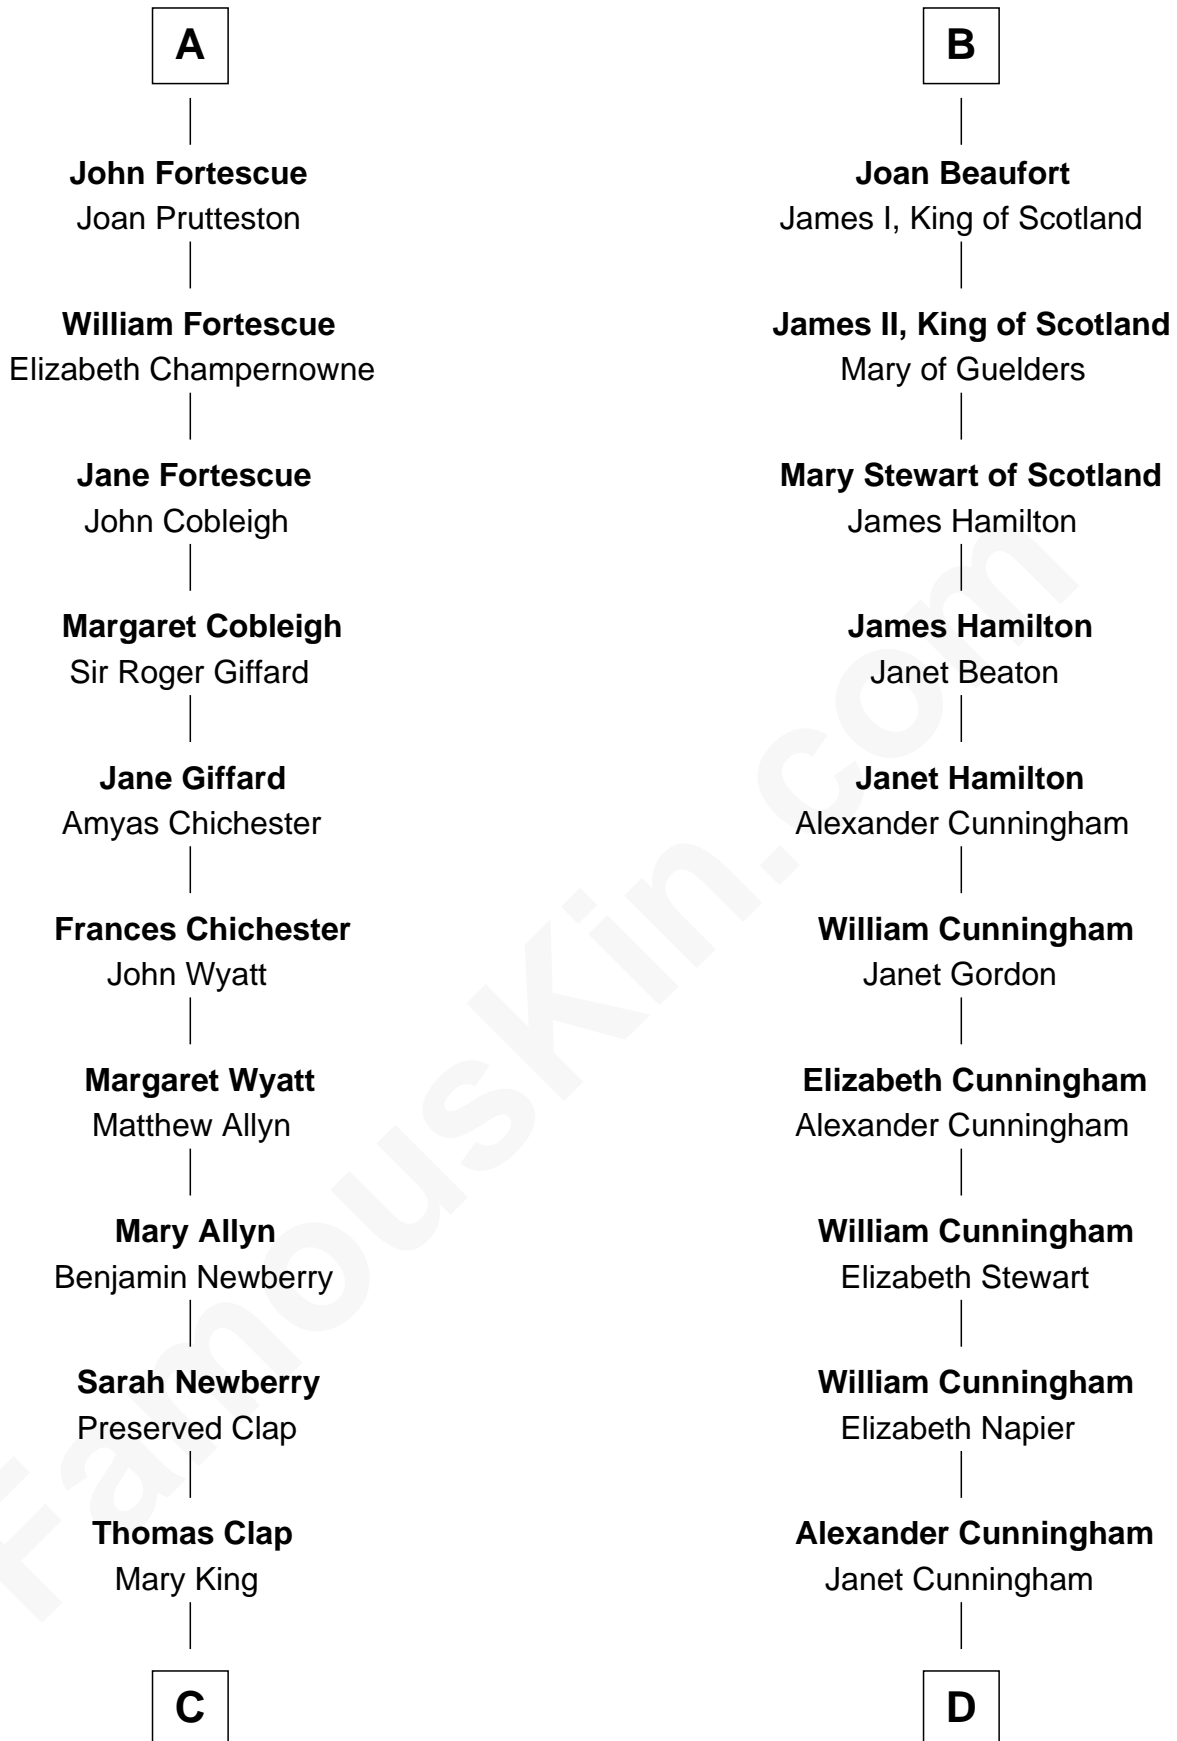 A
John Fortescue
Joan Prutteston
William Fortescue
Elizabeth Champernowne
Jane Fortescue
John Cobleigh
Margaret Cobleigh
Sir Roger Giffard
Jane Giffard
Amyas Chichester
Frances Chichester
John Wyatt
Margaret Wyatt
Matthew Allyn
Mary Allyn
Benjamin Newberry
Sarah Newberry
Preserved Clap
Thomas Clap
Mary King
C
B
Joan Beaufort
James I, King of Scotland
James II, King of Scotland
Mary of Guelders
Mary Stewart of Scotland
James Hamilton
James Hamilton
Janet Beaton
Janet Hamilton
Alexander Cunningham
William Cunningham
Janet Gordon
Elizabeth Cunningham
Alexander Cunningham
William Cunningham
Elizabeth Stewart
William Cunningham
Elizabeth Napier
Alexander Cunningham
Janet Cunningham
D
FamousKin.com